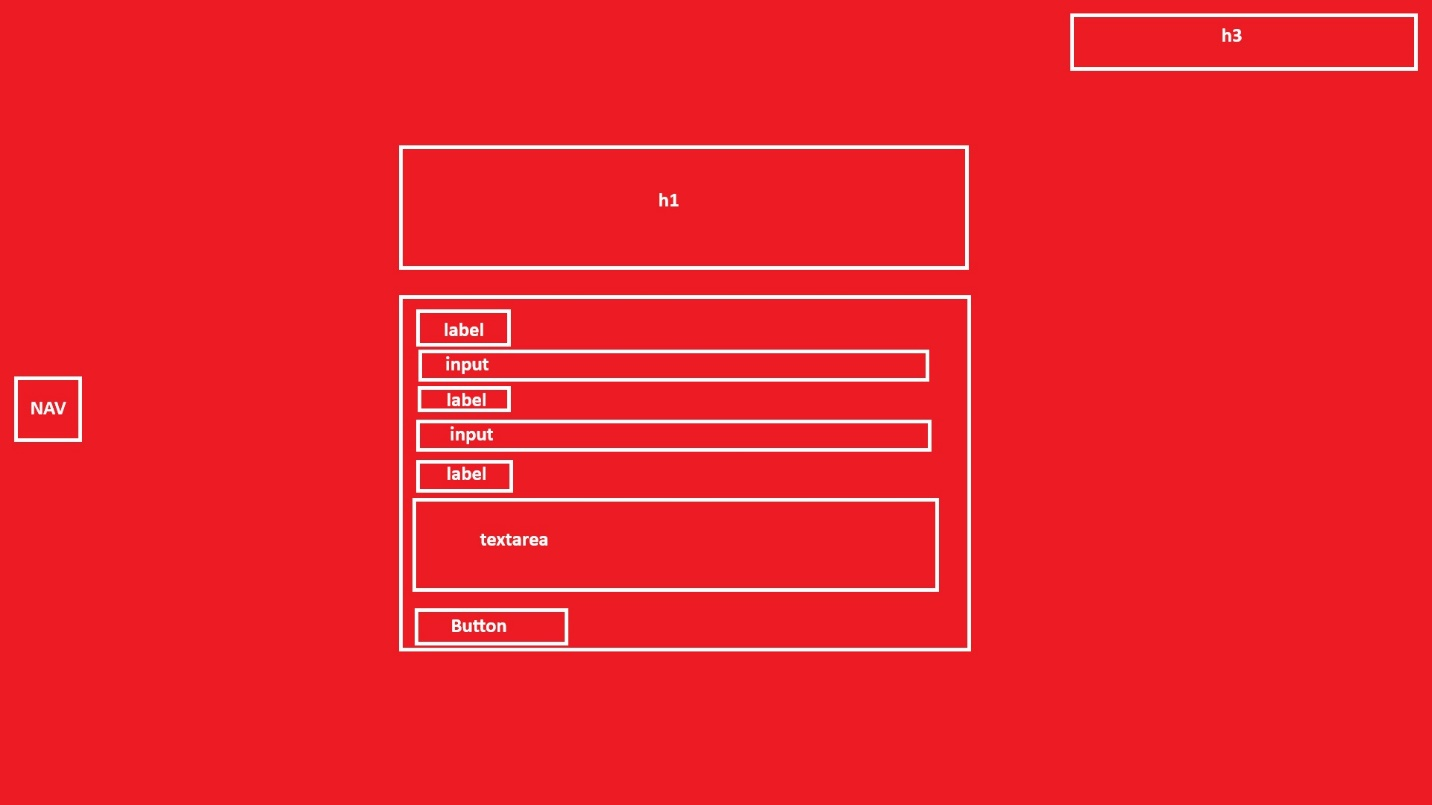 h3
h1
label
input
label
input
NAV
label
textarea
Button